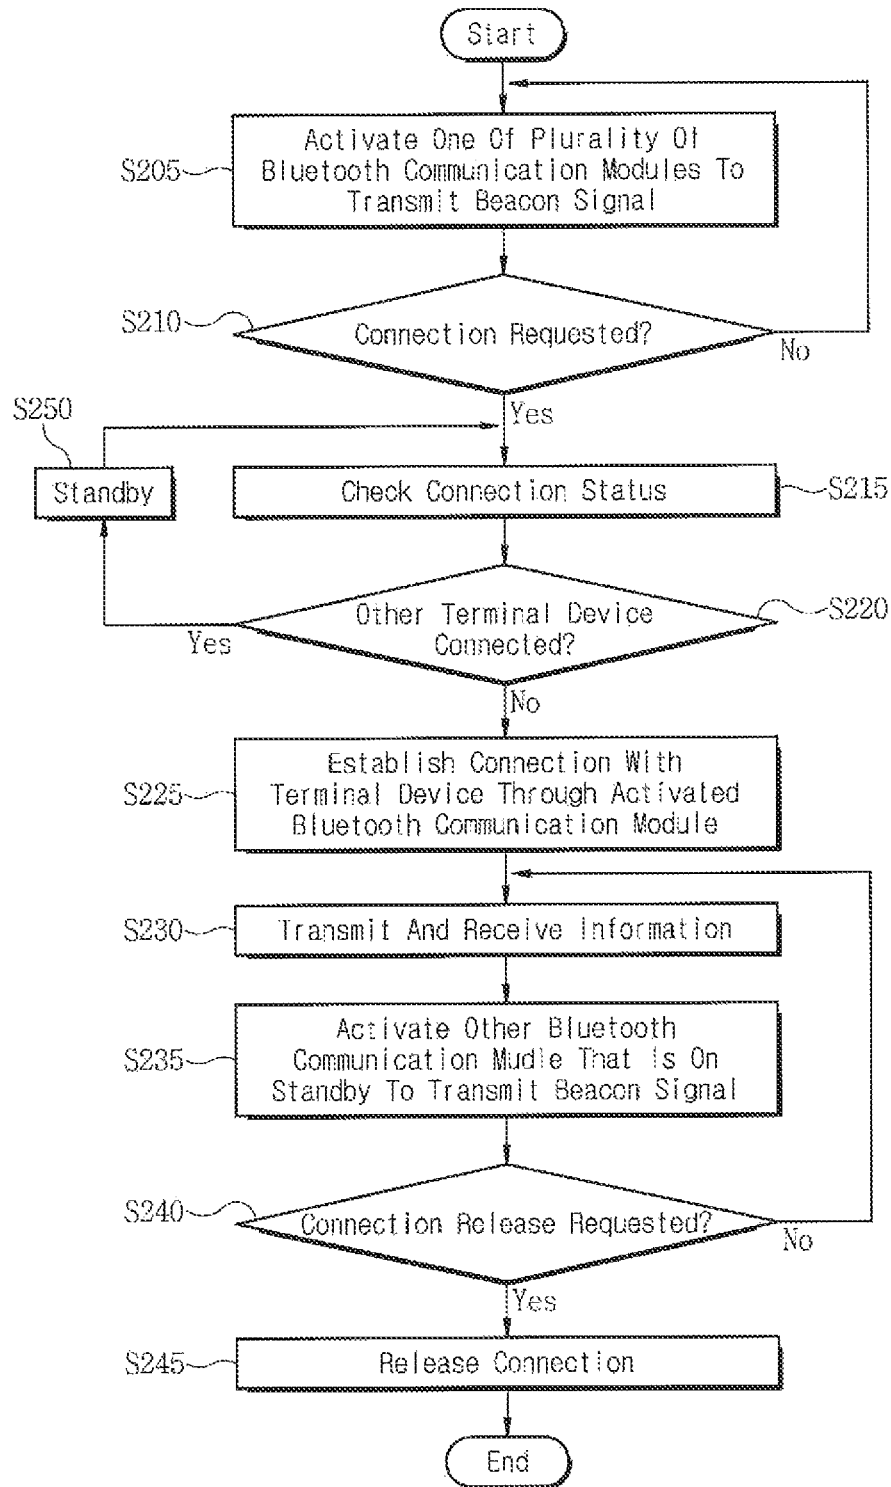 Start
Activate One Of Plurality Of
Bluetooth Communication Modules To
Transmit Beacon Signal
S205
S210
Connection Requested?
No
Yes
S250
Standby
Check Connection Status
S215
Other Terminal Device
Connected?
S220
Yes
No
Establish Connection With
Terminal Device Through Activated
Bluetooth Communication Module
S225
S230
Transmit And Receive Information
Activate Other Bluetooth
Communication Mudle That is On
Standby To Transmit Beacon Signal
S235
S240
Connection Release Requested?
No
Yes
S245
Release Connection
End